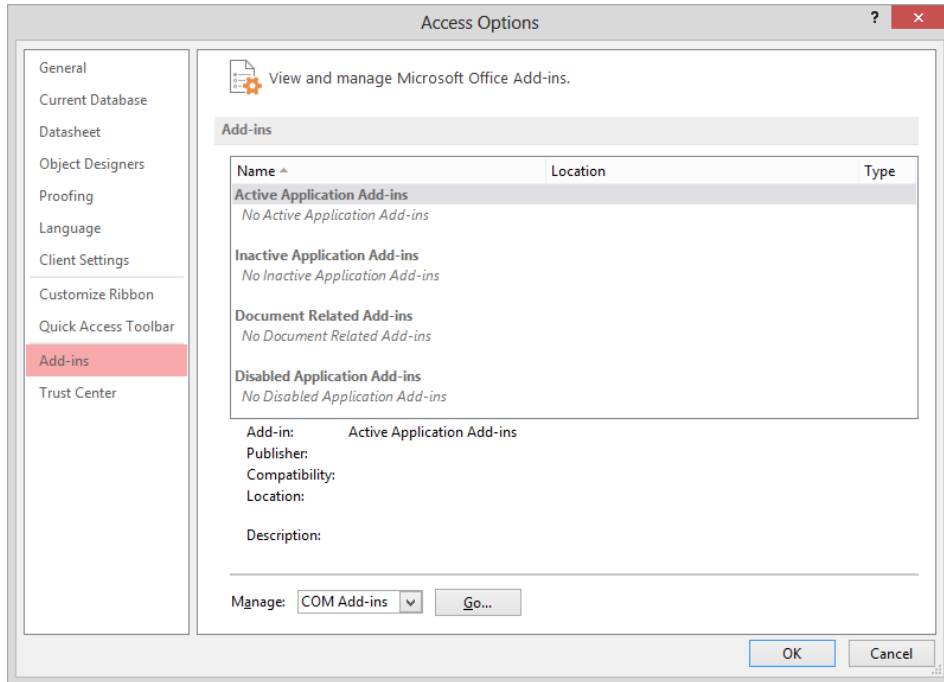 Access Options
?
General
Current Database
Datasheet
Object Designers
Proofing
Language
Client Settings
Customize Ribbon
Quick Access Toolbar
Add-ins
Trust Center
View and manage Microsoft Office Add-ins.
Add-ins
Name Location Type
Active Application Add-ins
No Active Application Add-ins
Inactive Application Add-ins
No Inactive Application Add-ins
Document Related Add-ins
No Document Related Add-ins
Disabled Application Add-ins
No Disabled Application Add-ins
Add-in: Active Application Add-ins
Publisher:
Compatibility:
Location:
Description:
Manage: COM Add-ins Go...
OK Cancel